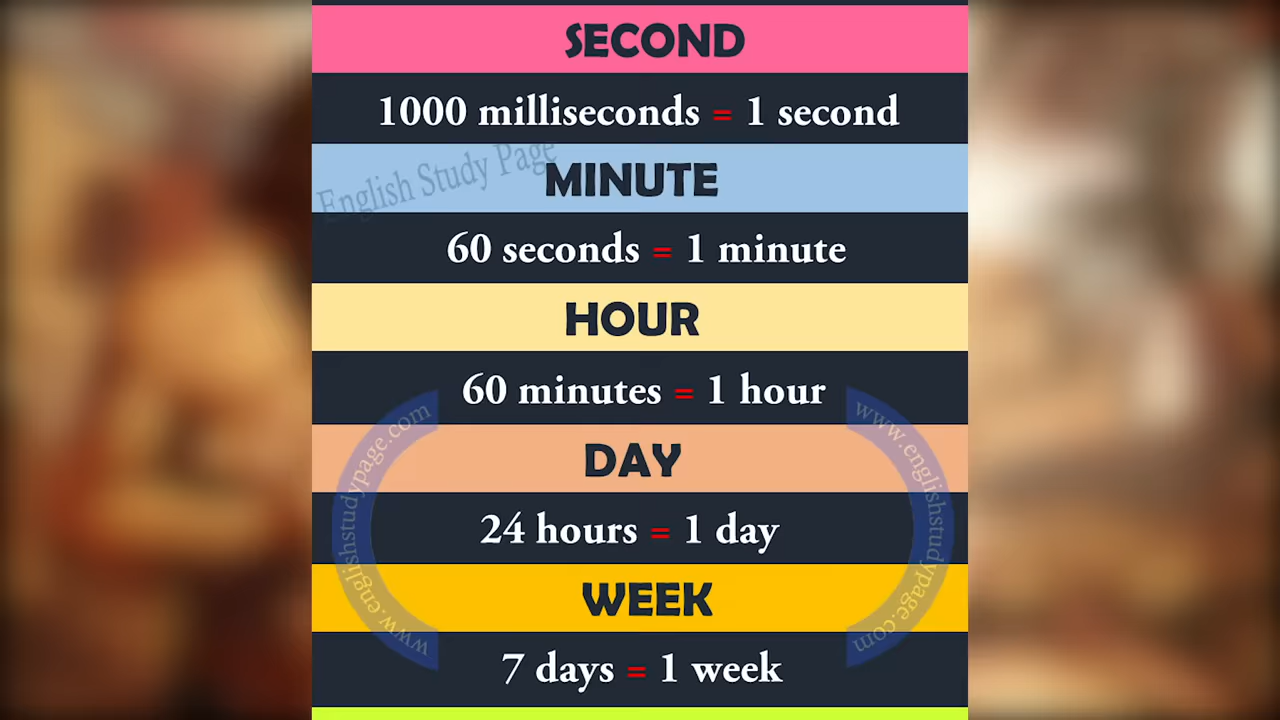 SECOND
1000 milliseconds = 1 second
English Study Page
MINUTE
60 seconds = 1 minute
HOUR
60 minutes = 1 hour
DAY
24 hours = 1 day
WEEK
7 days = 1 week
www.englishstudypage.com
www.englishstudypage.com